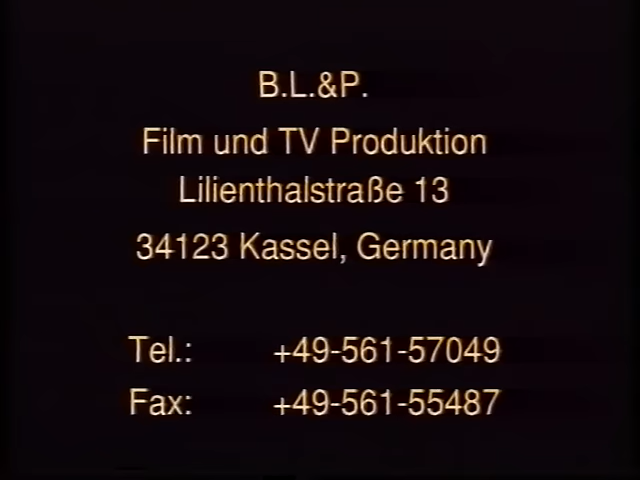 B.L.&P.
Film und TV Produktion
Lilienthalstraße 13
34123 Kassel, Germany
Tel.: +49-561-57049
Fax: +49-561-55487